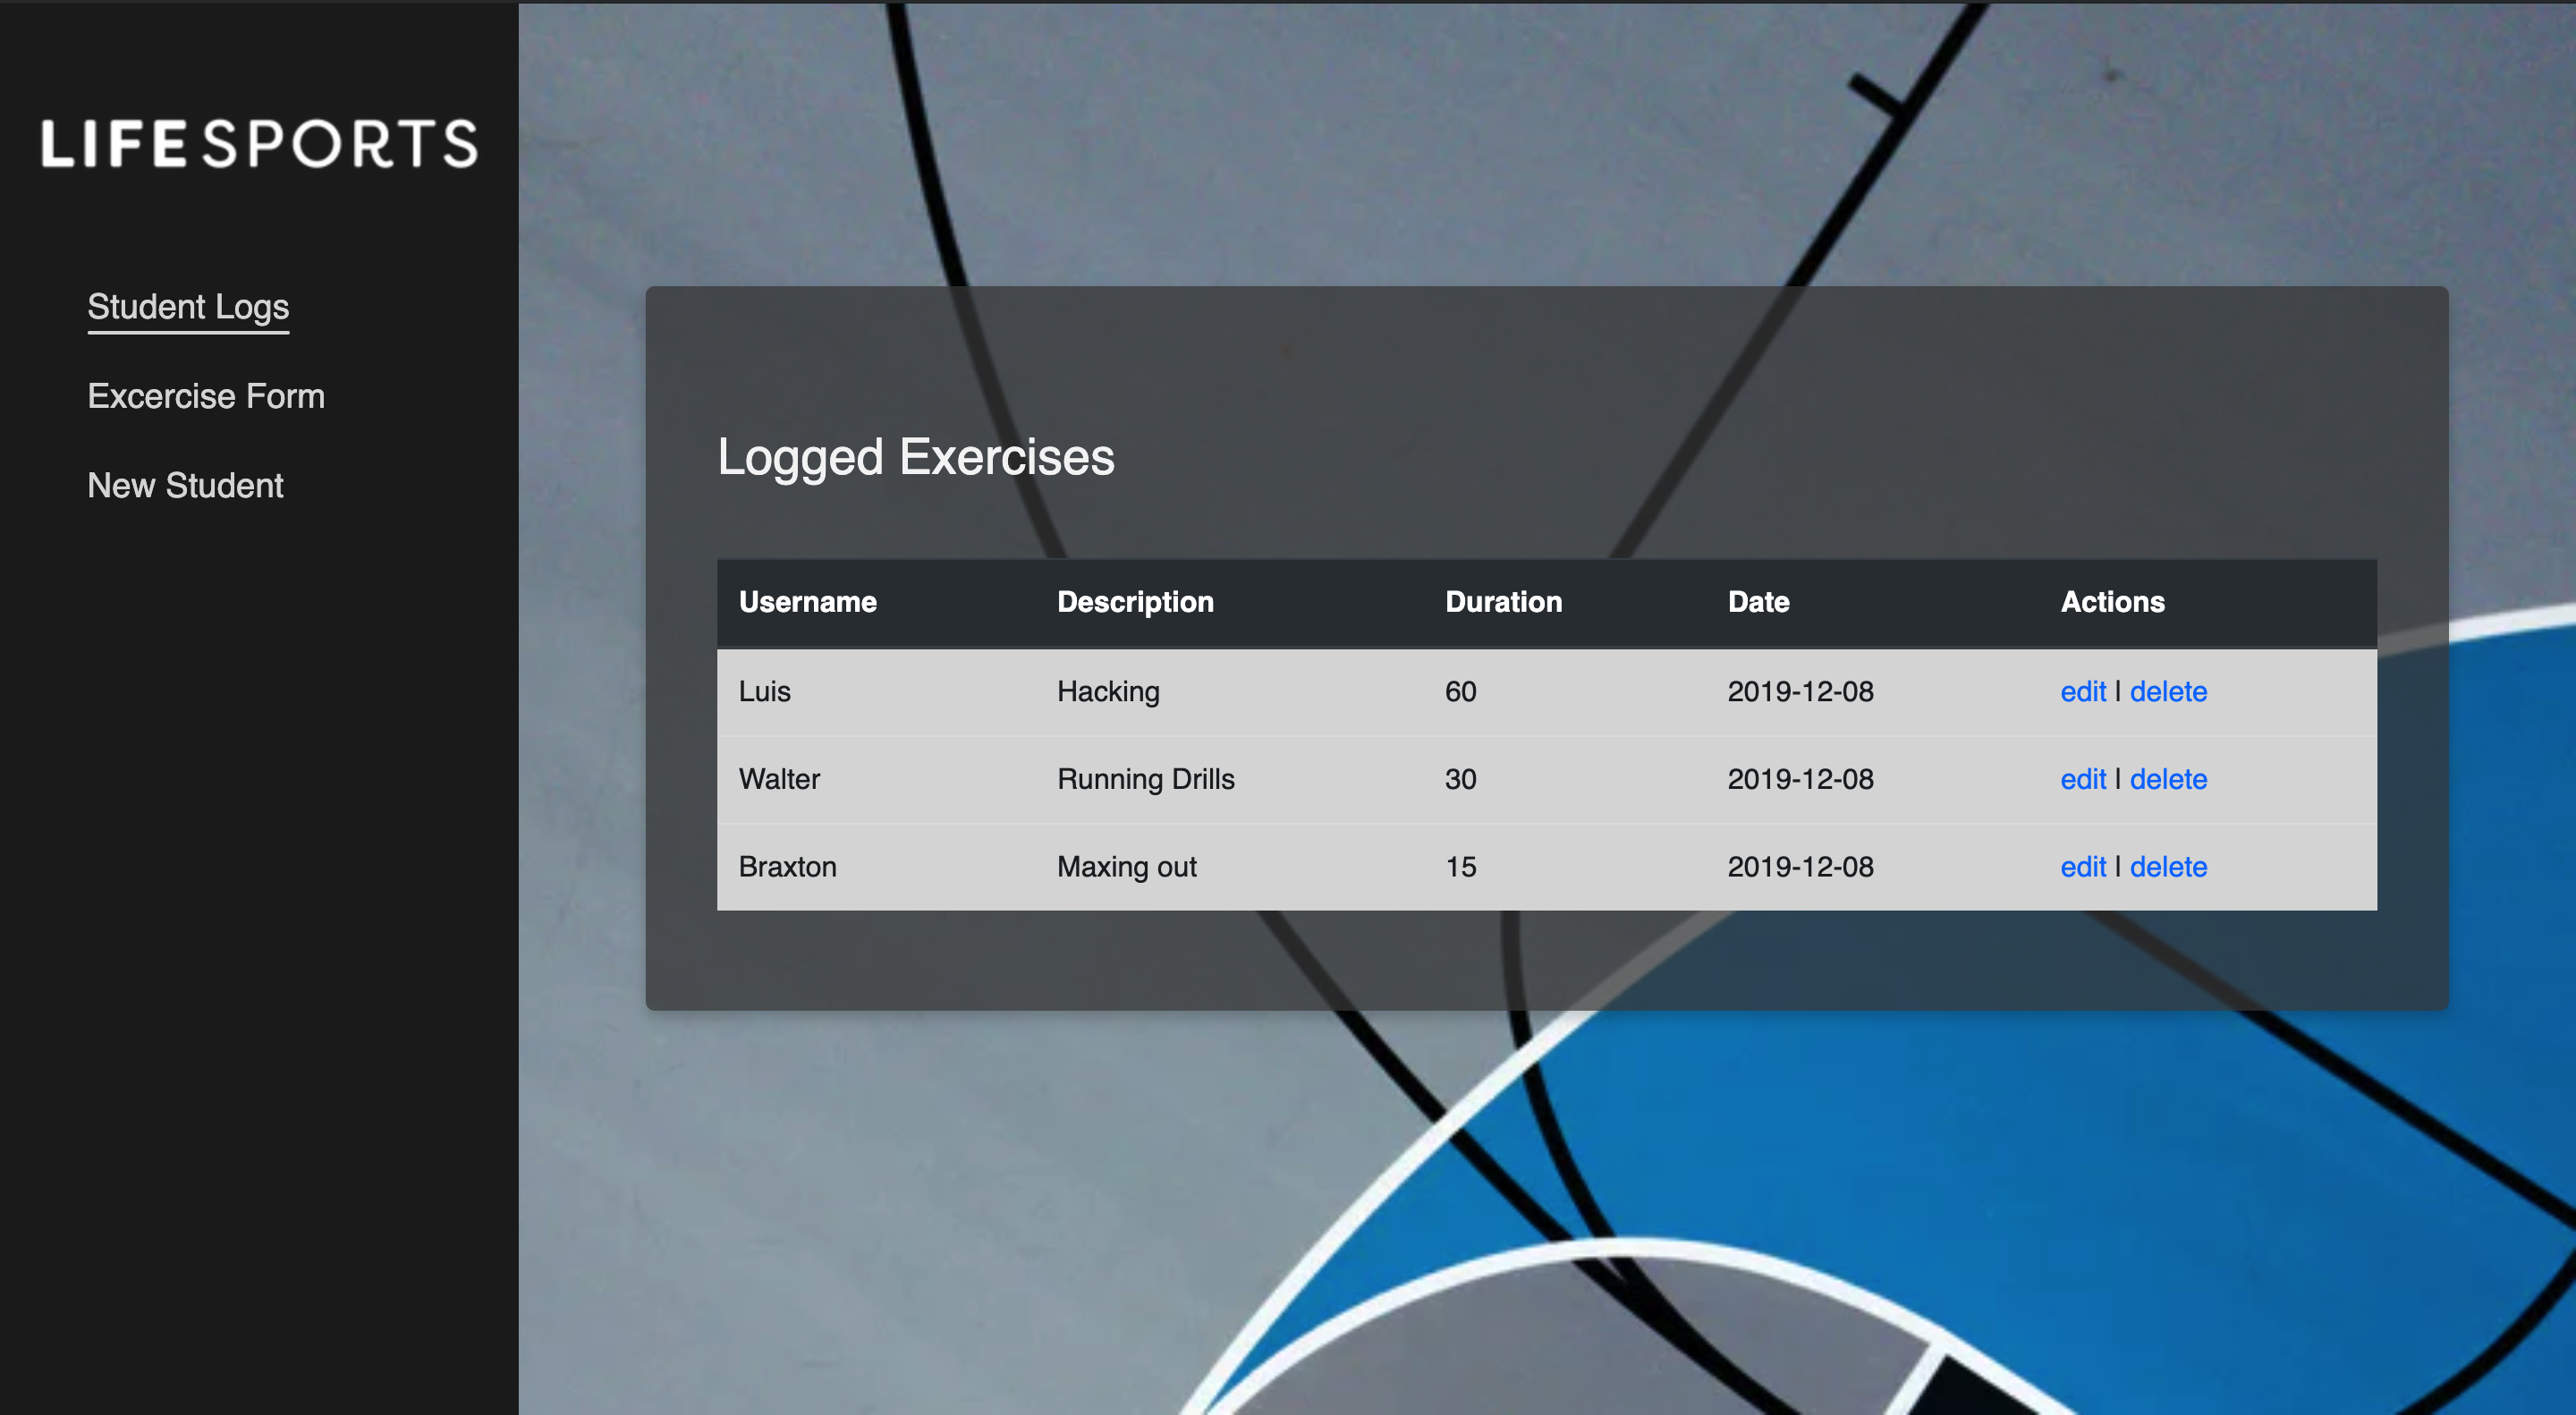 LIFESPORTS
Student Logs
Excercise Form
New Student
Logged Exercises
Username Description Duration Date Actions
Luis Hacking 60 2019-12-08 edit | delete
Walter Running Drills 30 2019-12-08 edit | delete
Braxton Maxing out 15 2019-12-08 edit | delete